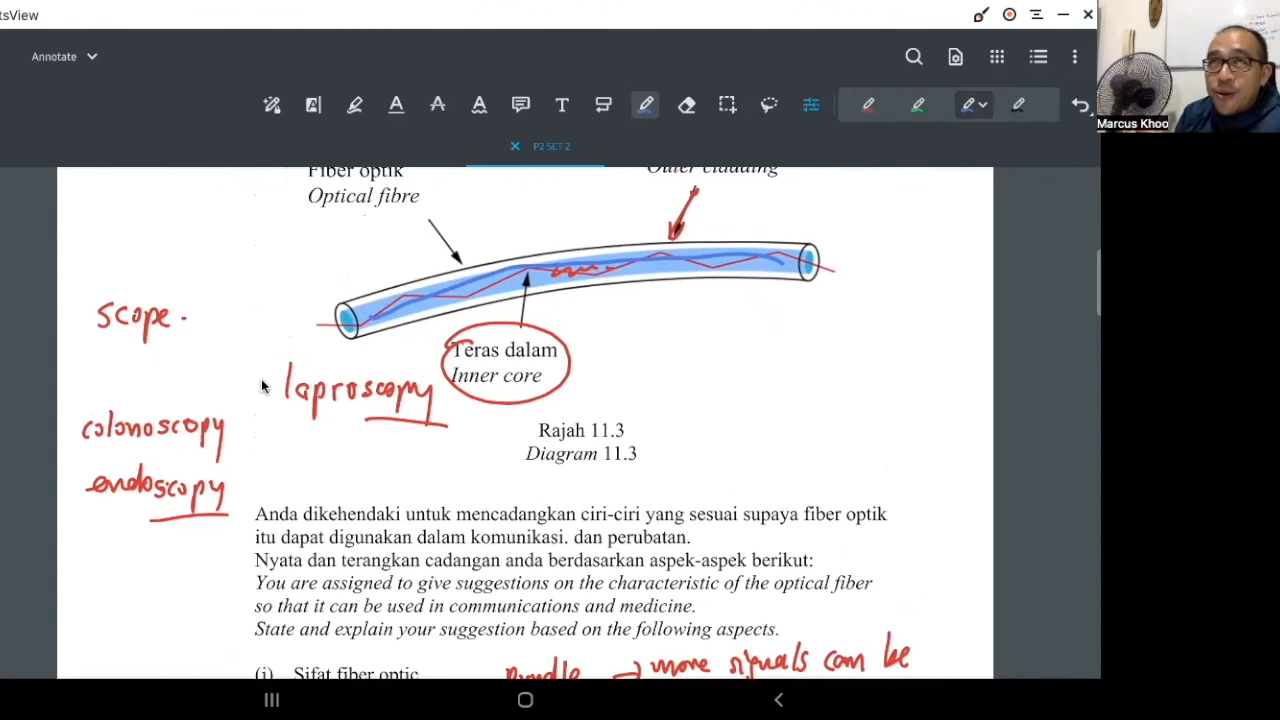 tsView
Annotate
Marcus Khoo
P2 SET 2
Fiber optik
Optical fibre
Outer cladding
scope.
Teras dalam
Inner core
laproscopy
colonoscopy
endoscopy
Rajah 11.3
Diagram 11.3
Anda dikehendaki untuk mencadangkan ciri-ciri yang sesuai supaya fiber optik
itu dapat digunakan dalam komunikasi. dan perubatan.
Nyata dan terangkan cadangan anda berdasarkan aspek-aspek berikut:
You are assigned to give suggestions on the characteristic of the optical fiber
so that it can be used in communications and medicine.
State and explain your suggestion based on the following aspects.
(i) Sifat fiber optic
bundle → more signals can be